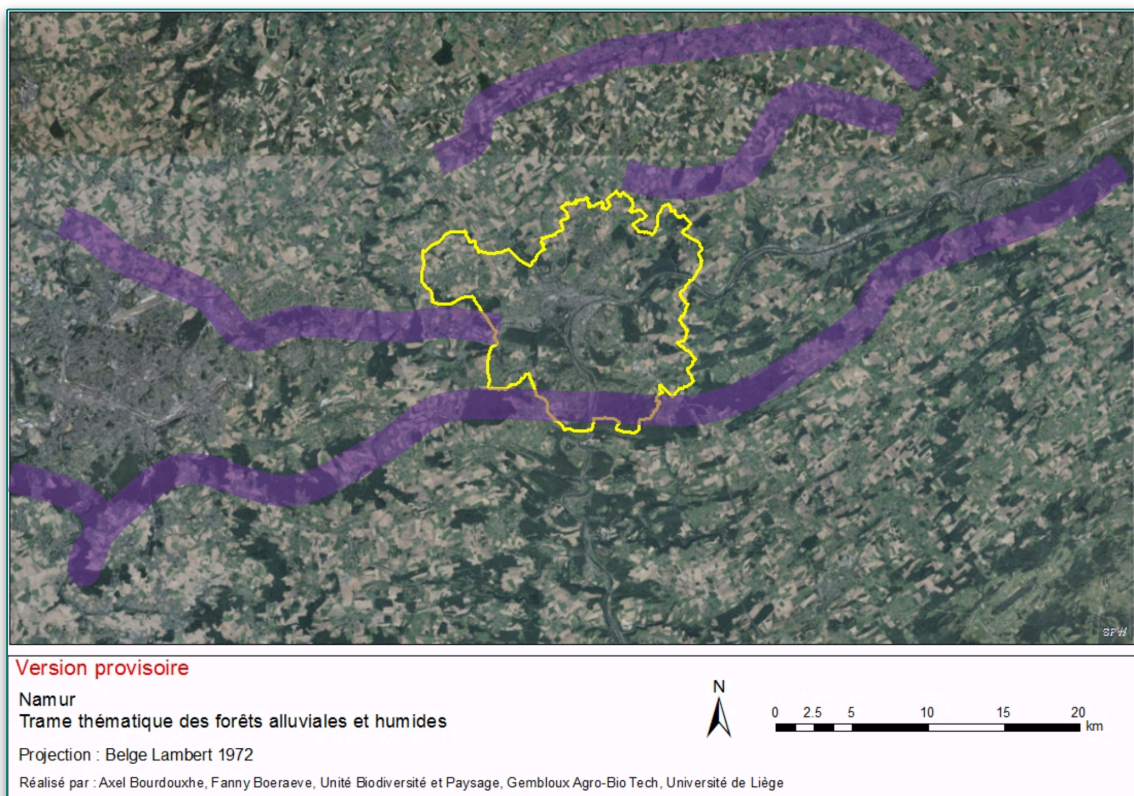 SPW
Version provisoire
Namur
Trame thématique des forêts alluviales et humides
Projection : Belge Lambert 1972
Réalisé par : Axel Bourdouxhe, Fanny Boeraeve, Unité Biodiversité et Paysage, Gembloux Agro-Bio Tech, Université de Liège
N
0 2.5 5 10 15 20
km